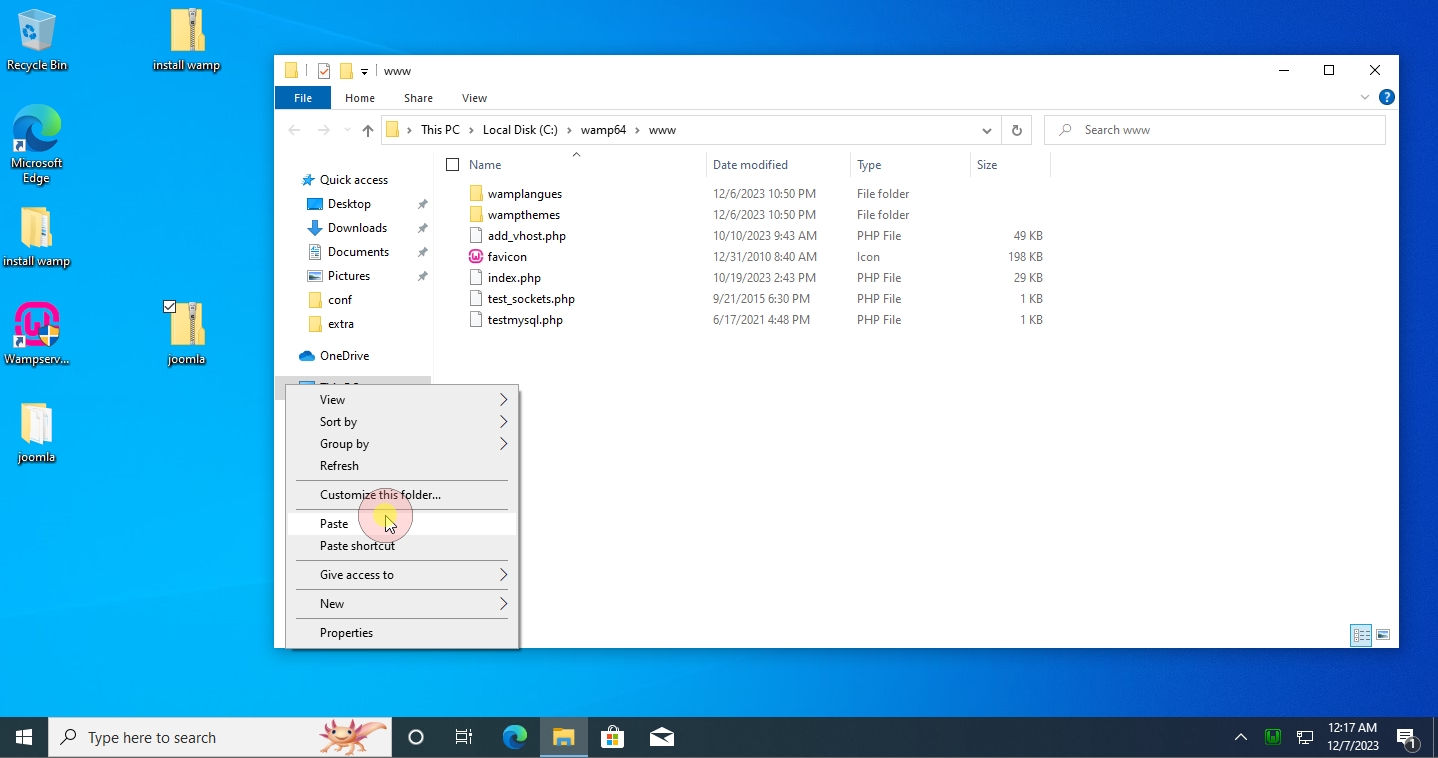 Recycle Bin
install wamp
Microsoft
Edge
install wamp
Wampserv...
joomla
joomla
www
File
Home
Share
View
This PC
Local Disk (C:)
wamp64
www
Search www
Name
Date modified
Type
Size
Quick access
Desktop
Downloads
Documents
Pictures
conf
extra
OneDrive
wamplangues 12/6/2023 10:50 PM File folder
wampthemes 12/6/2023 10:50 PM File folder
add_vhost.php 10/10/2023 9:43 AM PHP File 49 KB
favicon 12/31/2010 8:40 AM Icon 198 KB
index.php 10/19/2023 2:43 PM PHP File 29 KB
test_sockets.php 9/21/2015 6:30 PM PHP File 1 KB
testmysql.php 6/17/2021 4:48 PM PHP File 1 KB
View
Sort by
Group by
Refresh
Customize this folder...
Paste
Paste shortcut
Give access to
New
Properties
Type here to search
12:17 AM
12/7/2023
1